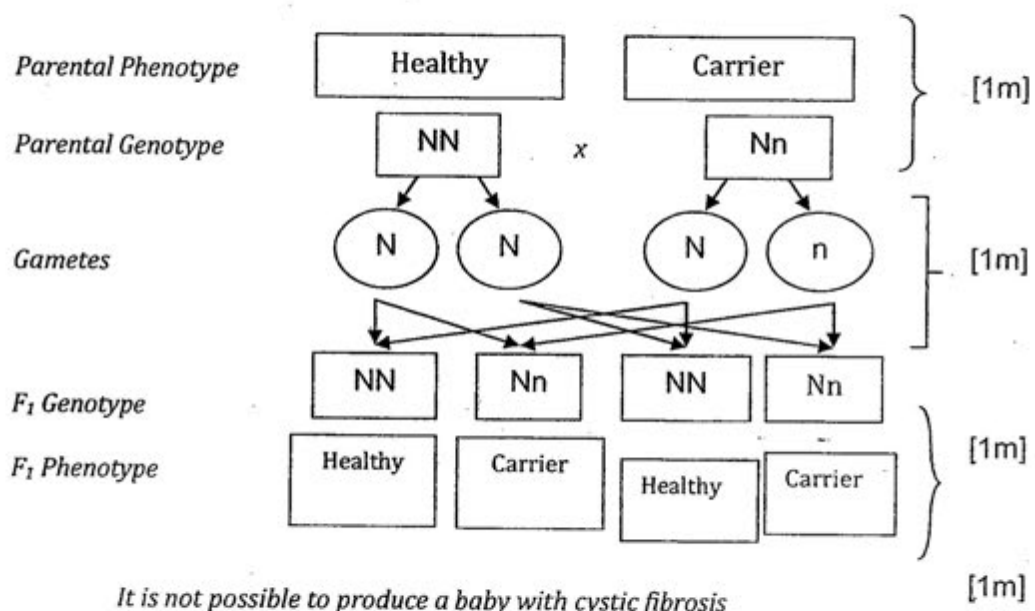 Parental Phenotype Healthy Carrier [1m]
Parental Genotype NN x Nn
Gametes N N N n [1m]
F1 Genotype NN Nn NN Nn
F1 Phenotype Healthy Carrier Healthy Carrier [1m]
It is not possible to produce a baby with cystic fibrosis [1m]